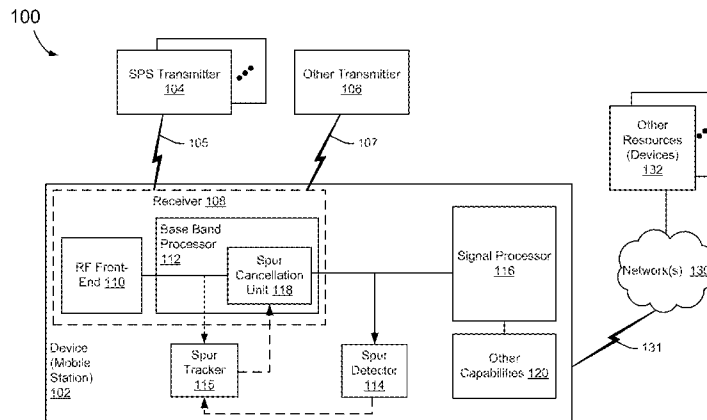 100
SPS Transmitter
104
Other Transmitter
106
105
107
Other
Resources
(Devices)
132
Receiver 108
Base Band
Processor
112
RF Front-
End 110
Spur
Cancellation
Unit 118
Signal Processor
116
Network(s) 130
131
Device
(Mobile
Station)
102
Spur
Tracker
115
Spur
Detector
114
Other
Capabilities 120